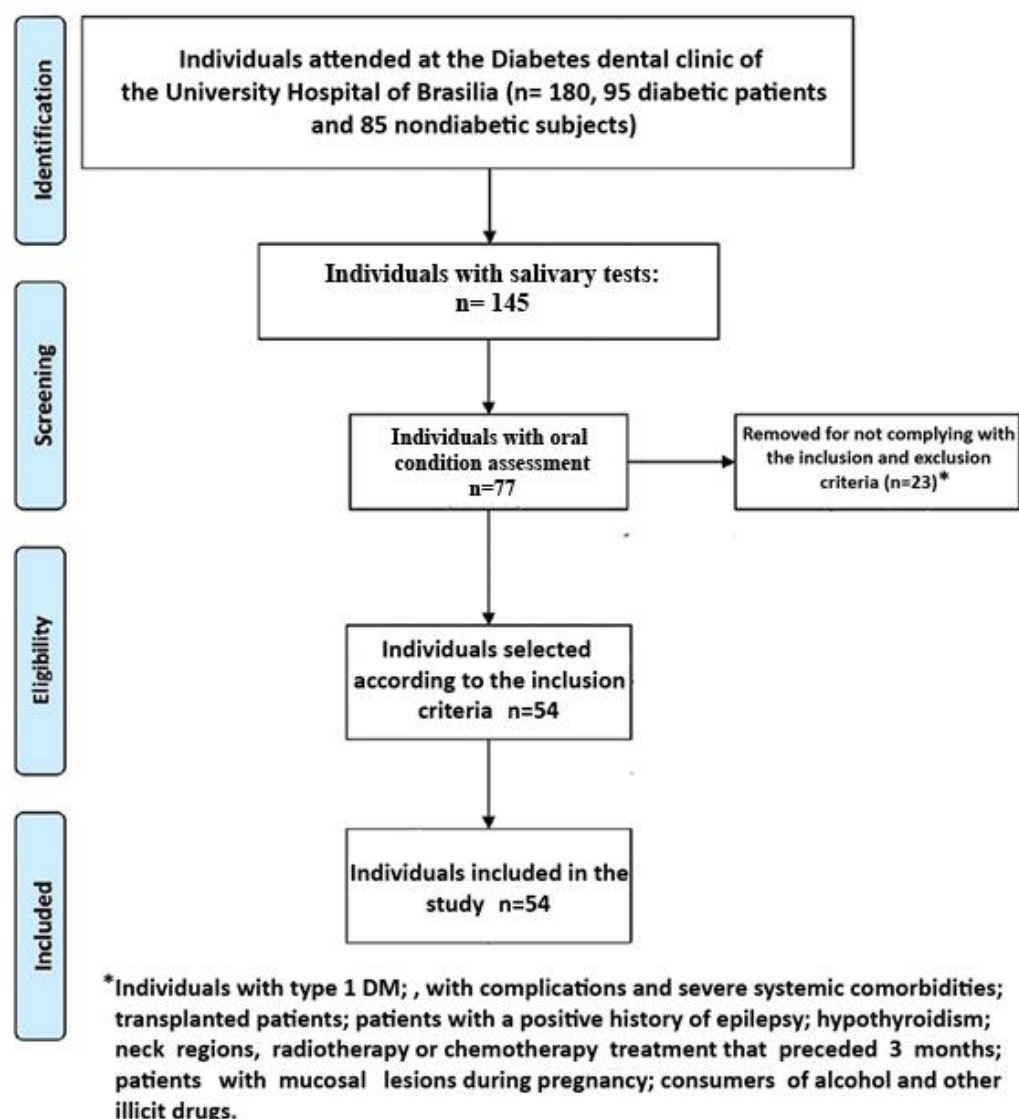 Identification
Individuals attended at the Diabetes dental clinic of
the University Hospital of Brasilia (n= 180, 95 diabetic patients
and 85 nondiabetic subjects)
Individuals with salivary tests:
n= 145
Screening
Individuals with oral
condition assessment
n=77
Removed for not complying with
the inclusion and exclusion
criteria (n=23)*
Eligibility
Individuals selected
according to the inclusion
criteria n=54
Included
Individuals included in the
study n=54
*Individuals with type 1 DM; , with complications and severe systemic comorbidities;
transplanted patients; patients with a positive history of epilepsy; hypothyroidism;
neck regions, radiotherapy or chemotherapy treatment that preceded 3 months;
patients with mucosal lesions during pregnancy; consumers of alcohol and other
illicit drugs.